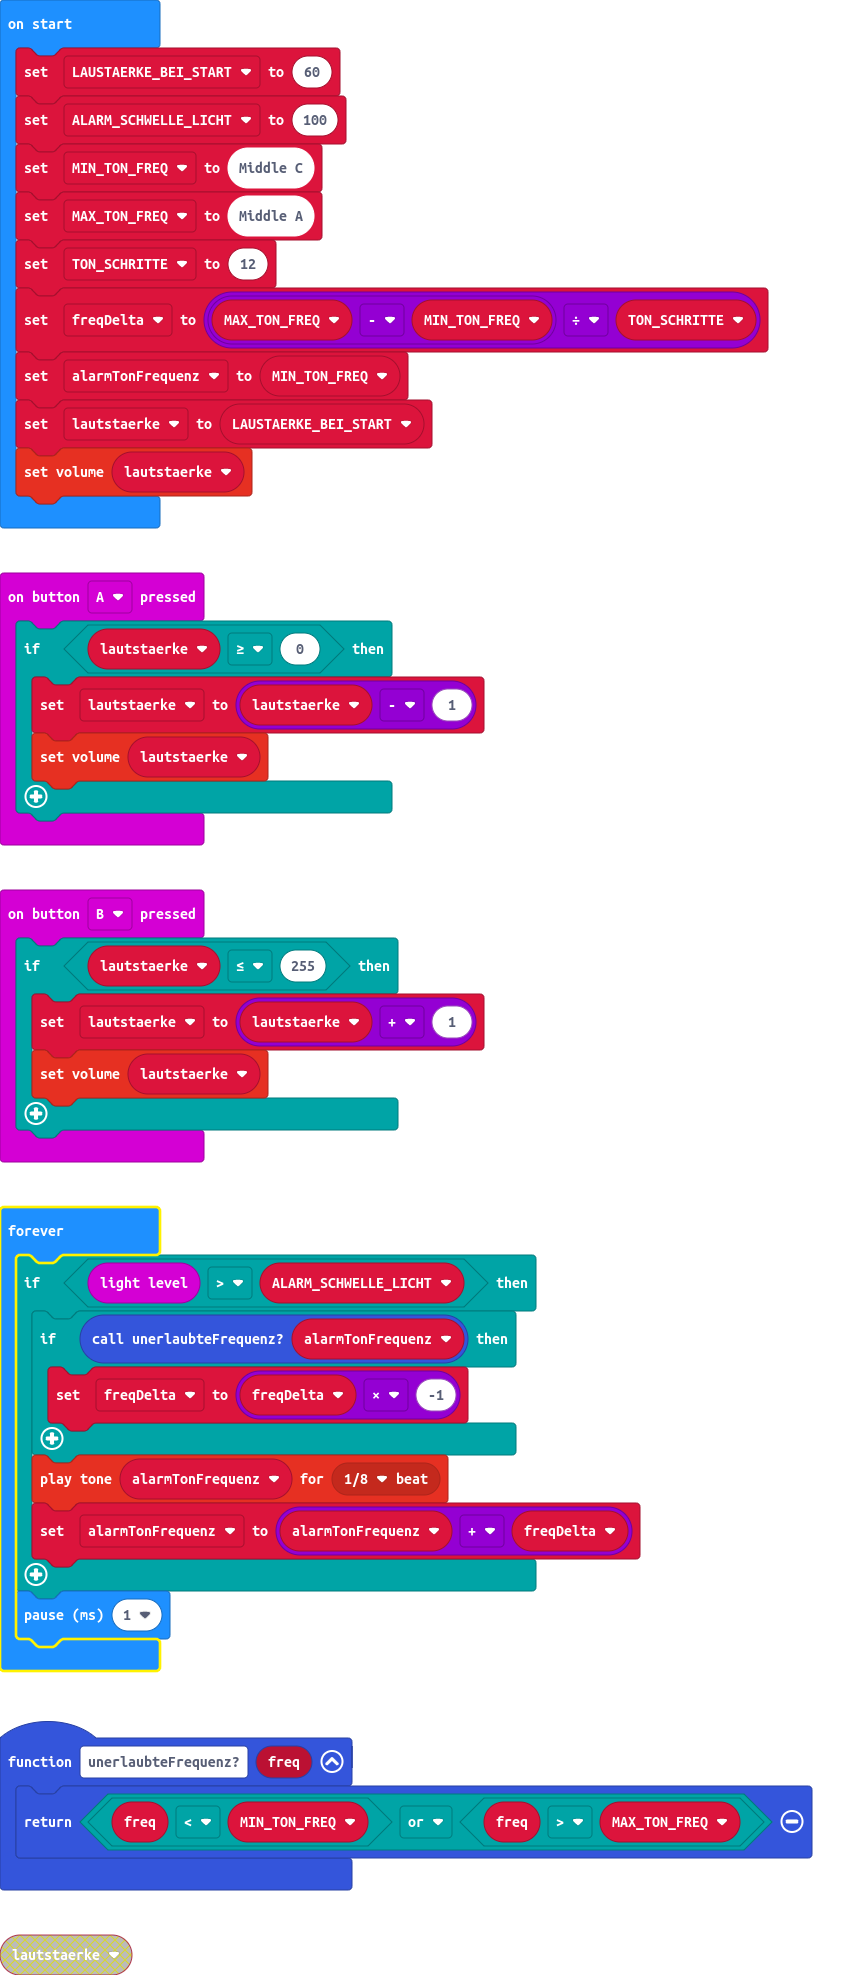 on start
set LAUSTAERKE_BEI_START to 60
set ALARM_SCHWELLE_LICHT to 100
set MIN_TON_FREQ to Middle C
set MAX_TON_FREQ to Middle A
set TON_SCHRITTE to 12
set freqDelta to MAX_TON_FREQ - MIN_TON_FREQ ÷ TON_SCHRITTE
set alarmTonFrequenz to MIN_TON_FREQ
set lautstaerke to LAUSTAERKE_BEI_START
set volume lautstaerke
on button A pressed
if lautstaerke ≥ 0 then
set lautstaerke to lautstaerke - 1
set volume lautstaerke
on button B pressed
if lautstaerke ≤ 255 then
set lautstaerke to lautstaerke + 1
set volume lautstaerke
forever
if light level > ALARM_SCHWELLE_LICHT then
if call unerlaubteFrequenz? alarmTonFrequenz then
set freqDelta to freqDelta × -1
play tone alarmTonFrequenz for 1/8 beat
set alarmTonFrequenz to alarmTonFrequenz + freqDelta
pause (ms) 1
function unerlaubteFrequenz? freq
return freq < MIN_TON_FREQ or freq > MAX_TON_FREQ
lautstaerke